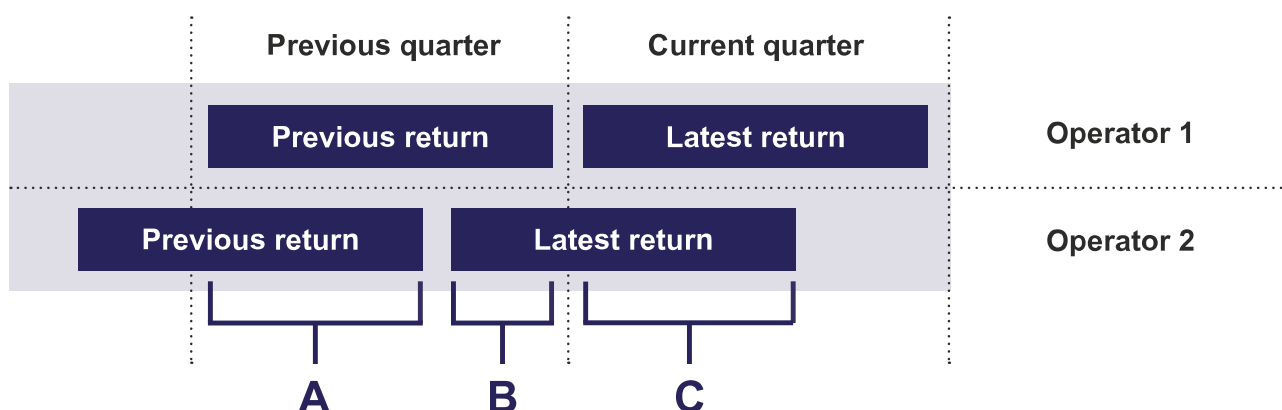 Previous quarter
Current quarter
Previous return
Latest return
Operator 1
Previous return
Latest return
Operator 2
A
B
C